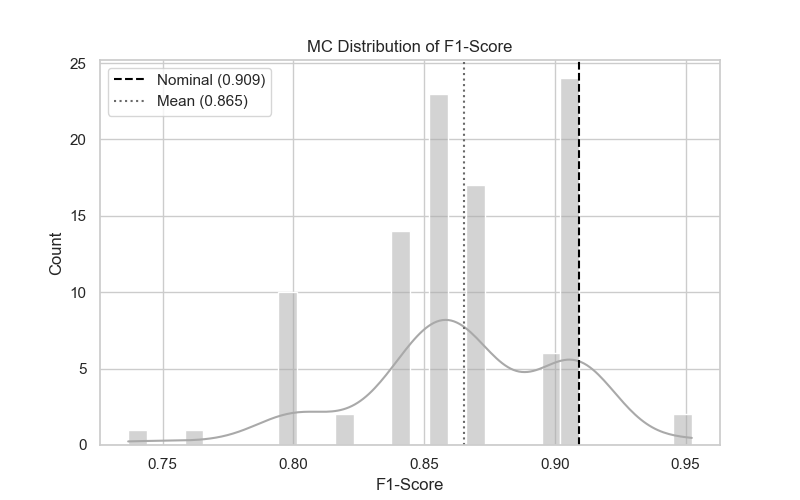 MC Distribution of F1-Score
Nominal (0.909)
Mean (0.865)
25
20
15
10
5
0
Count
0.75
0.80
0.85
0.90
0.95
F1-Score